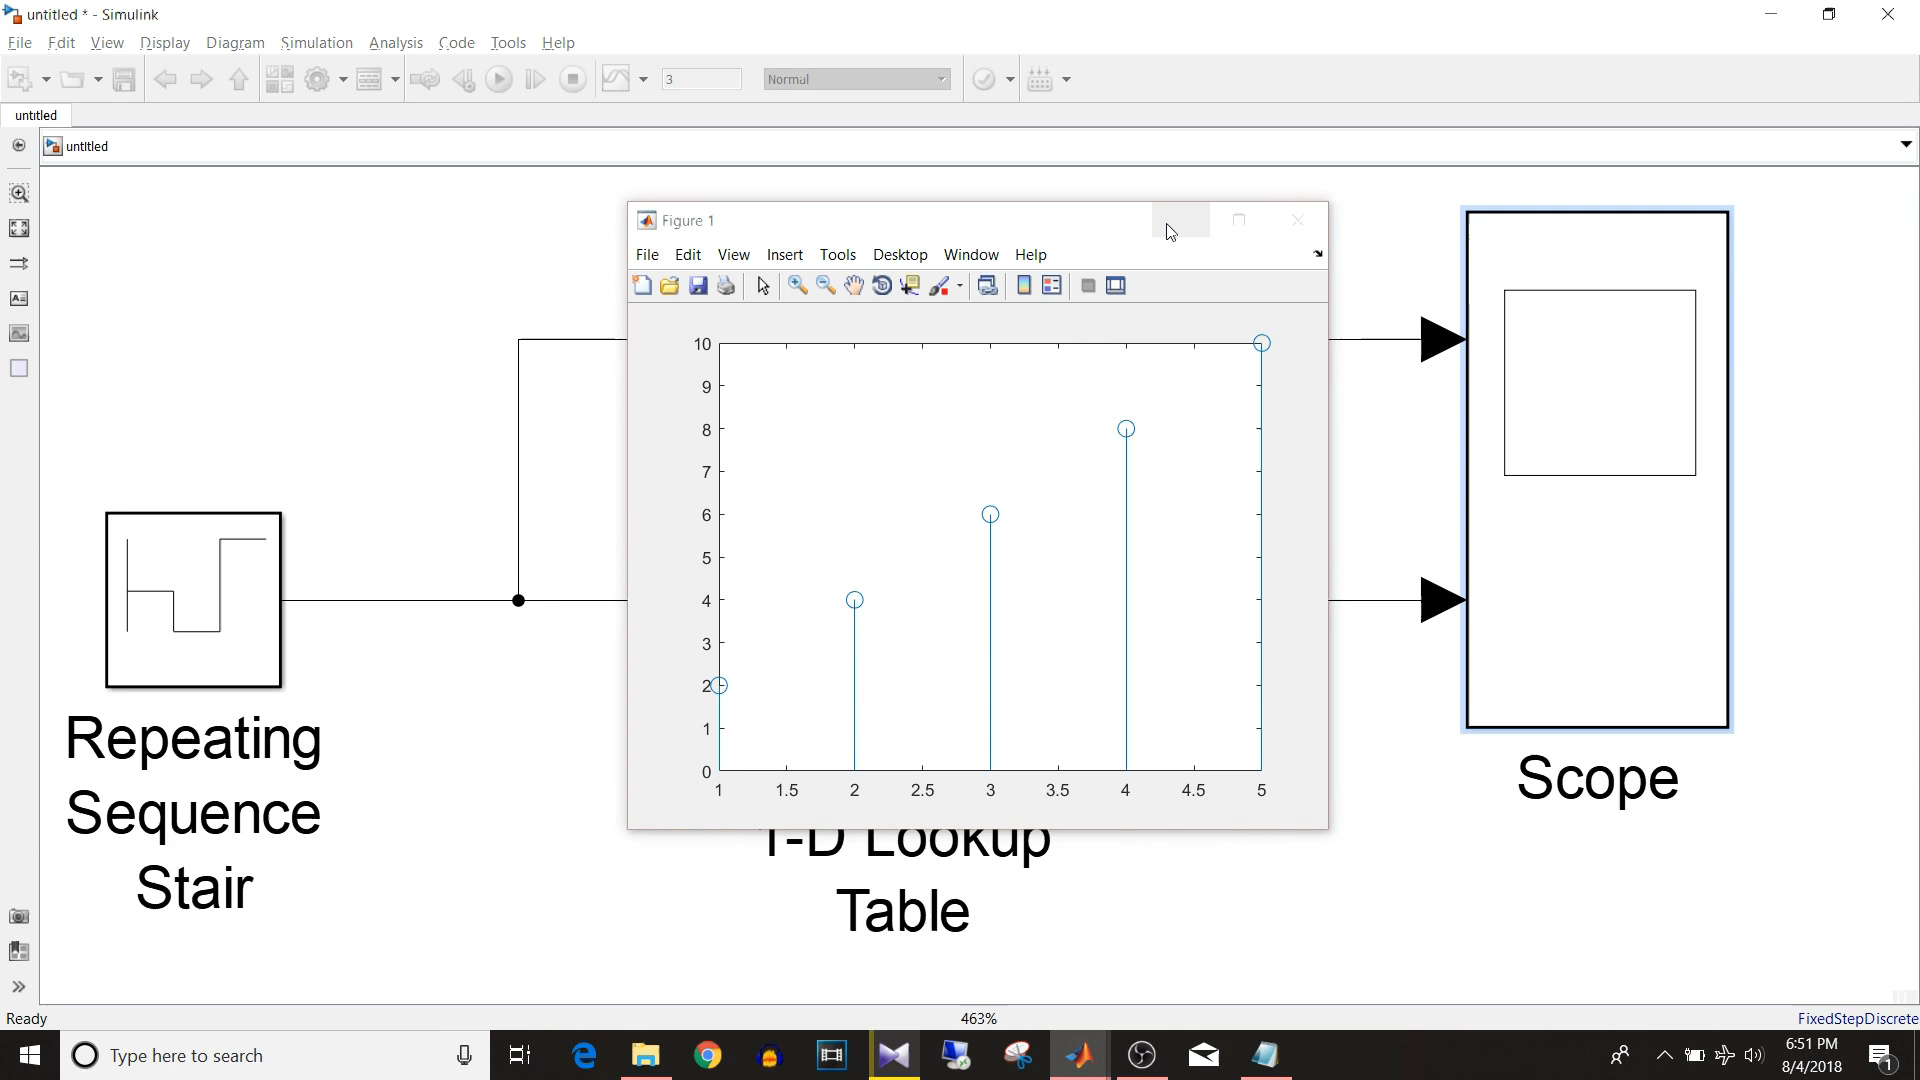 untitled * - Simulink
File Edit View Display Diagram Simulation Analysis Code Tools Help
3 Normal
untitled
untitled
Figure 1
File Edit View Insert Tools Desktop Window Help
10
9
8
7
6
5
4
3
2
1
0
1 1.5 2 2.5 3 3.5 4 4.5 5
Repeating
Sequence
Stair
1-D Lookup
Table
Scope
Ready 463% FixedStepDiscrete
Type here to search
6:51 PM
8/4/2018
1